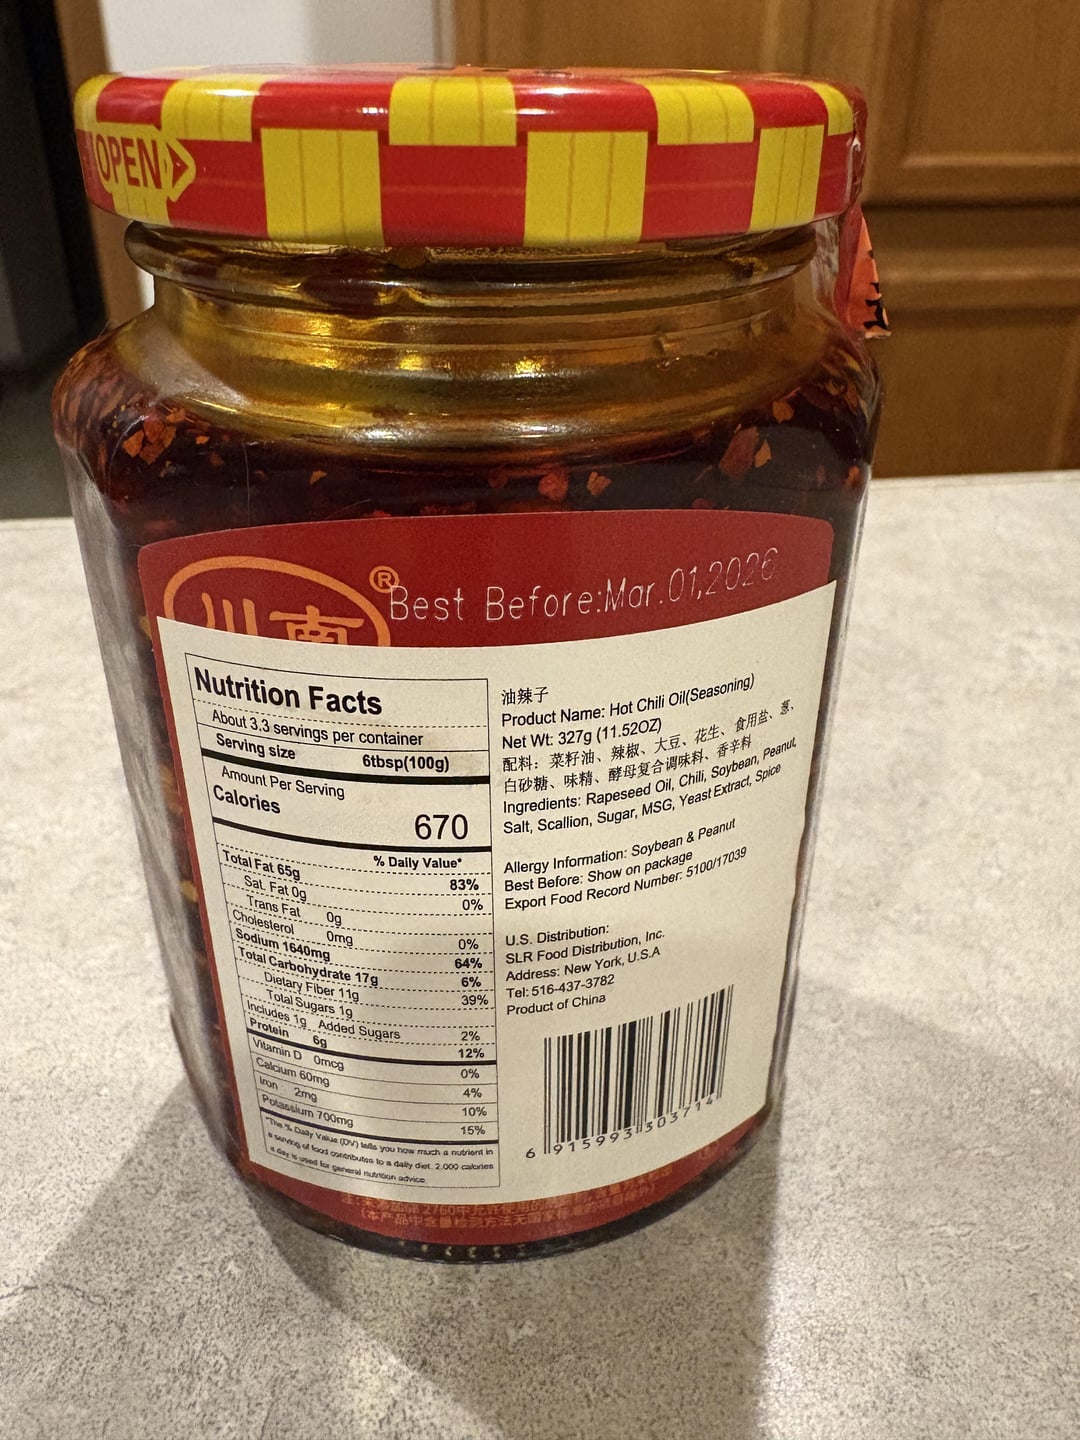 OPEN
川南®
Best Before:Mar.01,2026
Nutrition Facts
About 3.3 servings per container
Serving size 6tbsp(100g)
Amount Per Serving
Calories 670
% Daily Value*
Total Fat 65g 83%
Sat. Fat 0g 0%
Trans Fat 0g
Cholesterol 0mg 0%
Sodium 1640mg 64%
Total Carbohydrate 17g 6%
Dietary Fiber 11g 39%
Total Sugars 1g
Includes 1g Added Sugars 2%
Protein 6g 12%
Vitamin D 0mcg 0%
Calcium 60mg 4%
Iron 2mg 10%
Potassium 700mg 15%
*The % Daily Value (DV) tells you how much a nutrient in
a serving of food contributes to a daily diet. 2,000 calories
a day is used for general nutrition advice.
油辣子
Product Name: Hot Chili Oil(Seasoning)
Net Wt: 327g (11.52OZ)
配料：菜籽油、辣椒、大豆、花生、食用盐、葱、
白砂糖、味精、酵母复合调味料、香辛料
Ingredients: Rapeseed Oil, Chili, Soybean, Peanut,
Salt, Scallion, Sugar, MSG, Yeast Extract, Spice
Allergy Information: Soybean & Peanut
Best Before: Show on package
Export Food Record Number: 5100/17039
U.S. Distribution:
SLR Food Distribution, Inc.
Address: New York, U.S.A
Tel: 516-437-3782
Product of China
6 915993 303714